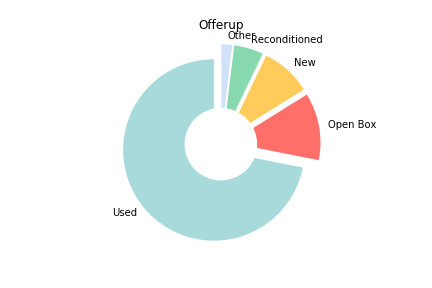 Offerup
Other
Reconditioned
New
Open Box
Used